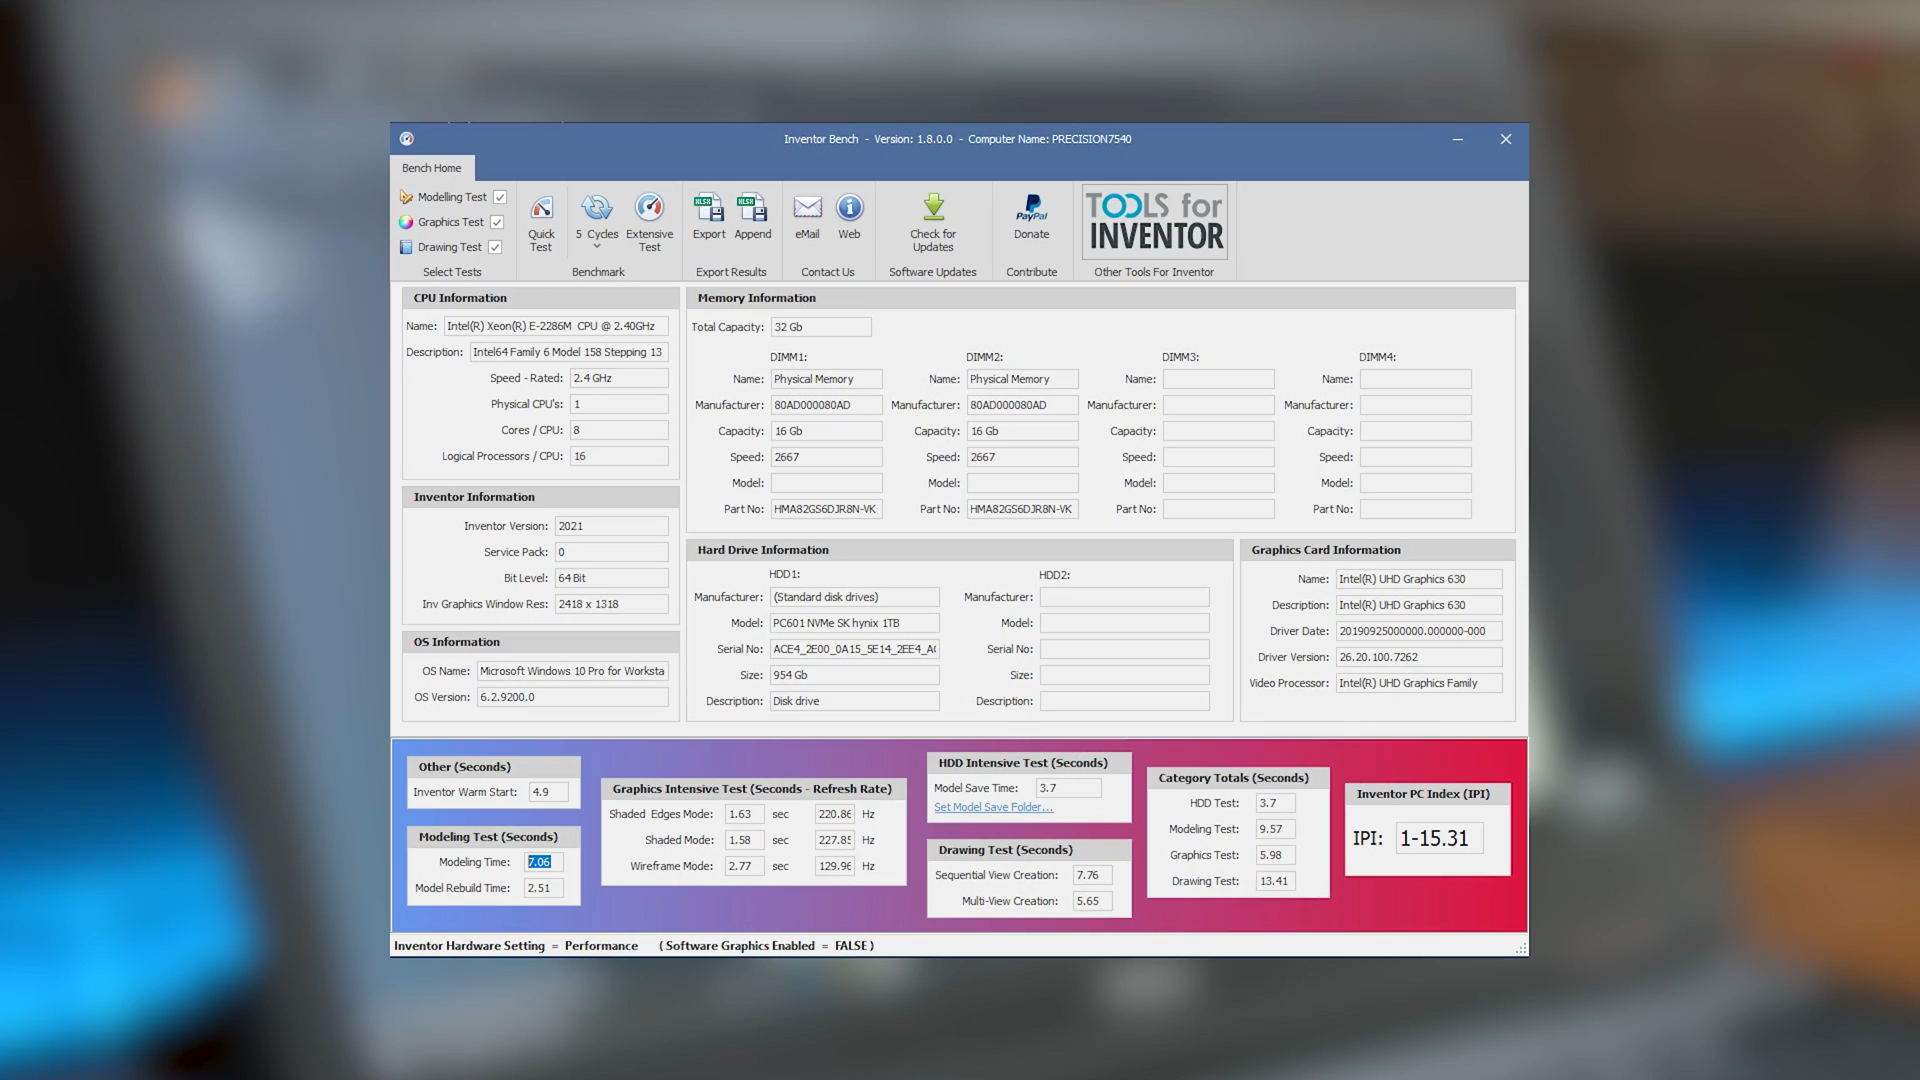 Inventor Bench - Version: 1.8.0.0 - Computer Name: PRECISION7540
Bench Home
Modelling Test
Graphics Test
Drawing Test
Select Tests
Quick Test
5 Cycles
Extensive Test
Benchmark
XLSX Export
XLSX Append
Export Results
eMail
Web
Contact Us
Check for Updates
Software Updates
PayPal
Donate
Contribute
TOOLS for
INVENTOR
Other Tools For Inventor
CPU Information
Name: Intel(R) Xeon(R) E-2286M CPU @ 2.40GHz
Description: Intel64 Family 6 Model 158 Stepping 13
Speed - Rated: 2.4 GHz
Physical CPU's: 1
Cores / CPU: 8
Logical Processors / CPU: 16
Inventor Information
Inventor Version: 2021
Service Pack: 0
Bit Level: 64 Bit
Inv Graphics Window Res: 2418 x 1318
OS Information
OS Name: Microsoft Windows 10 Pro for Worksta
OS Version: 6.2.9200.0
Memory Information
Total Capacity: 32 Gb
DIMM1: DIMM2: DIMM3: DIMM4:
Name: Physical Memory Name: Physical Memory Name: Name:
Manufacturer: 80AD000080AD Manufacturer: 80AD000080AD Manufacturer: Manufacturer:
Capacity: 16 Gb Capacity: 16 Gb Capacity: Capacity:
Speed: 2667 Speed: 2667 Speed: Speed:
Model: Model: Model: Model:
Part No: HMA82GS6DJR8N-VK Part No: HMA82GS6DJR8N-VK Part No: Part No:
Hard Drive Information
HDD1: HDD2:
Manufacturer: (Standard disk drives) Manufacturer:
Model: PC601 NVMe SK hynix 1TB Model:
Serial No: ACE4_2E00_0A15_5E14_2EE4_A Serial No:
Size: 954 Gb Size:
Description: Disk drive Description:
Graphics Card Information
Name: Intel(R) UHD Graphics 630
Description: Intel(R) UHD Graphics 630
Driver Date: 20190925000000.000000-000
Driver Version: 26.20.100.7262
Video Processor: Intel(R) UHD Graphics Family
Other (Seconds)
Inventor Warm Start: 4.9
Modeling Test (Seconds)
Modeling Time: 7.06
Model Rebuild Time: 2.51
Graphics Intensive Test (Seconds - Refresh Rate)
Shaded Edges Mode: 1.63 sec 220.86 Hz
Shaded Mode: 1.58 sec 227.85 Hz
Wireframe Mode: 2.77 sec 129.96 Hz
HDD Intensive Test (Seconds)
Model Save Time: 3.7
Set Model Save Folder...
Drawing Test (Seconds)
Sequential View Creation: 7.76
Multi-View Creation: 5.65
Category Totals (Seconds)
HDD Test: 3.7
Modeling Test: 9.57
Graphics Test: 5.98
Drawing Test: 13.41
Inventor PC Index (IPI)
IPI: 1-15.31
Inventor Hardware Setting = Performance ( Software Graphics Enabled = FALSE )